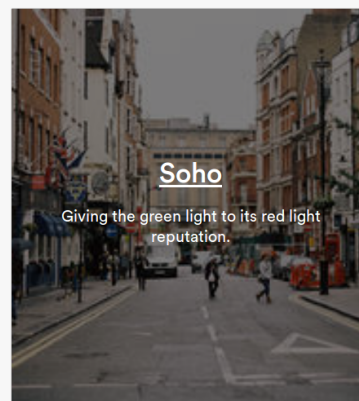 Soho
Giving the green light to its red light
reputation.